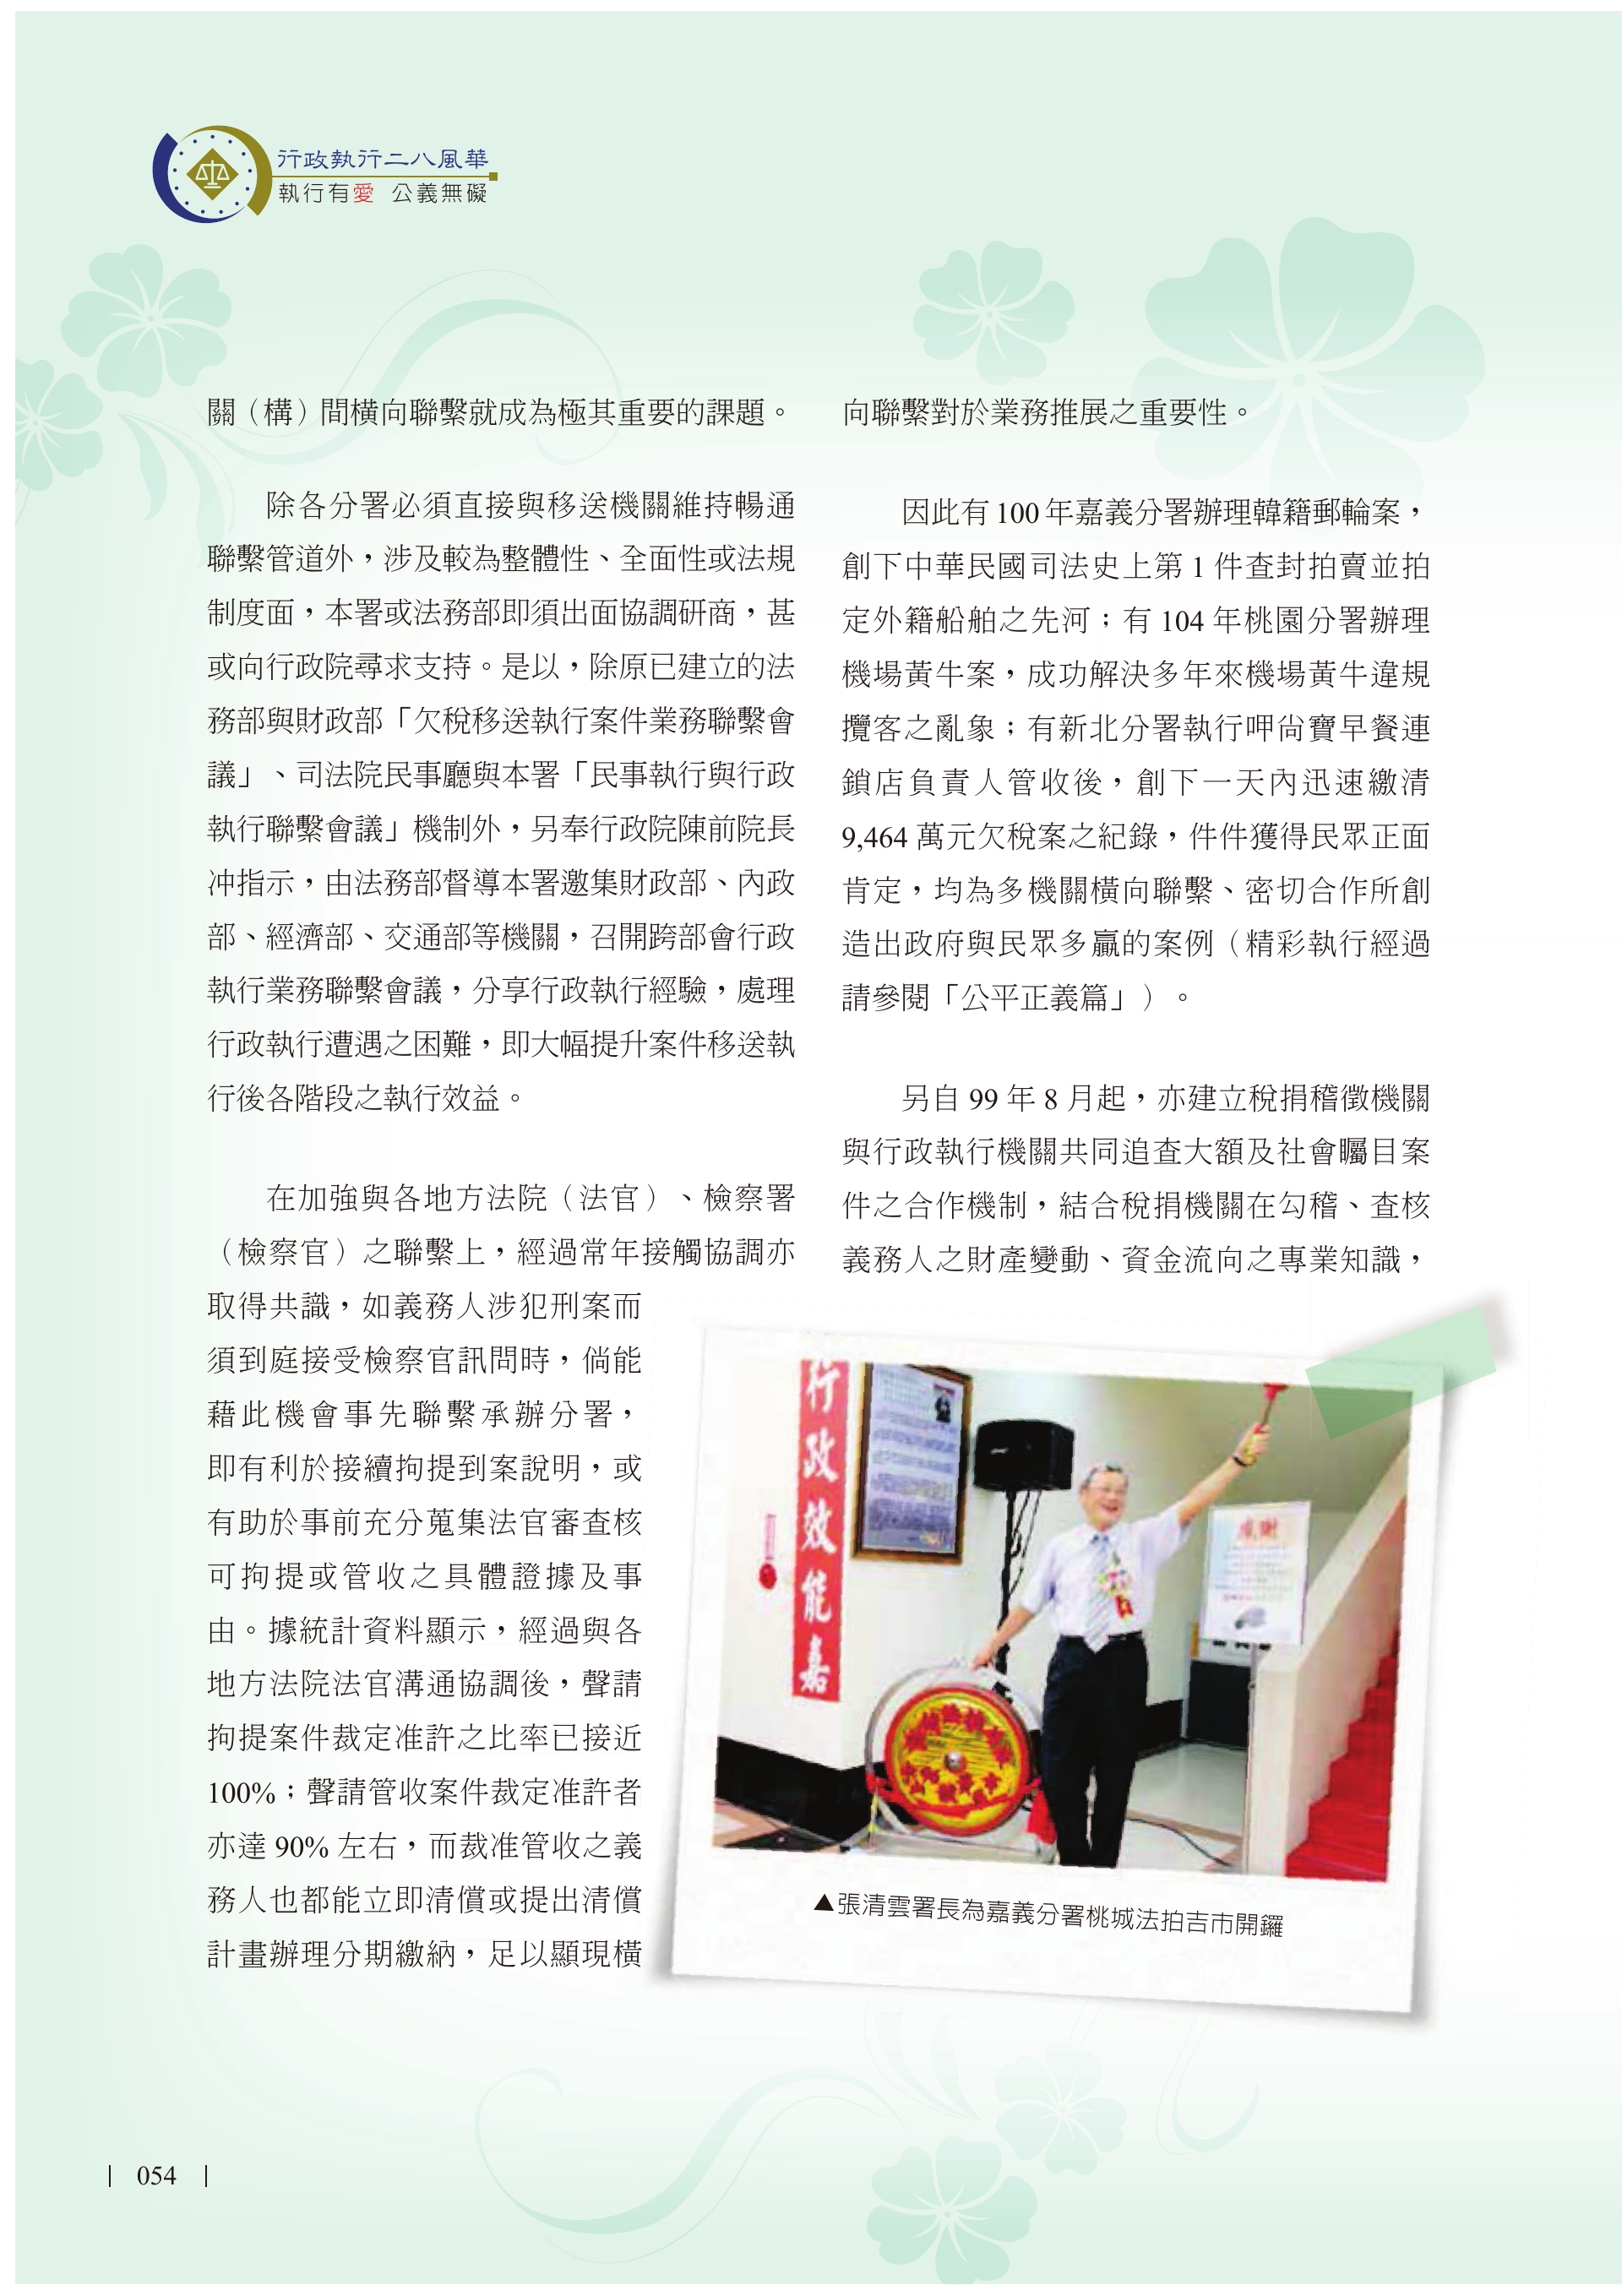 行政執行二八風華
執行有愛 公義無礙
關（構）間橫向聯繫就成為極其重要的課題。
除各分署必須直接與移送機關維持暢通
聯繫管道外，涉及較為整體性、全面性或法規
制度面，本署或法務部即須出面協調研商，甚
或向行政院尋求支持。是以，除原已建立的法
務部與財政部「欠稅移送執行案件業務聯繫會
議」、司法院民事廳與本署「民事執行與行政
執行聯繫會議」機制外，另奉行政院陳前院長
冲指示，由法務部督導本署邀集財政部、內政
部、經濟部、交通部等機關，召開跨部會行政
執行業務聯繫會議，分享行政執行經驗，處理
行政執行遭遇之困難，即大幅提升案件移送執
行後各階段之執行效益。
在加強與各地方法院（法官）、檢察署
（檢察官）之聯繫上，經過常年接觸協調亦
取得共識，如義務人涉犯刑案而
須到庭接受檢察官訊問時，倘能
藉此機會事先聯繫承辦分署，
即有利於接續拘提到案說明，或
有助於事前充分蒐集法官審查核
可拘提或管收之具體證據及事
由。據統計資料顯示，經過與各
地方法院法官溝通協調後，聲請
拘提案件裁定准許之比率已接近
100%；聲請管收案件裁定准許者
亦達 90% 左右，而裁准管收之義
務人也都能立即清償或提出清償
計畫辦理分期繳納，足以顯現橫
向聯繫對於業務推展之重要性。
因此有 100 年嘉義分署辦理韓籍郵輪案，
創下中華民國司法史上第 1 件查封拍賣並拍
定外籍船舶之先河；有 104 年桃園分署辦理
機場黃牛案，成功解決多年來機場黃牛違規
攬客之亂象；有新北分署執行呷尚寶早餐連
鎖店負責人管收後，創下一天內迅速繳清
9,464 萬元欠稅案之紀錄，件件獲得民眾正面
肯定，均為多機關橫向聯繫、密切合作所創
造出政府與民眾多贏的案例（精彩執行經過
請參閱「公平正義篇」）。
另自 99 年 8 月起，亦建立稅捐稽徵機關
與行政執行機關共同追查大額及社會矚目案
件之合作機制，結合稅捐機關在勾稽、查核
義務人之財產變動、資金流向之專業知識，
行政效能嘉
感謝
▲張清雲署長為嘉義分署桃城法拍吉市開鑼
054